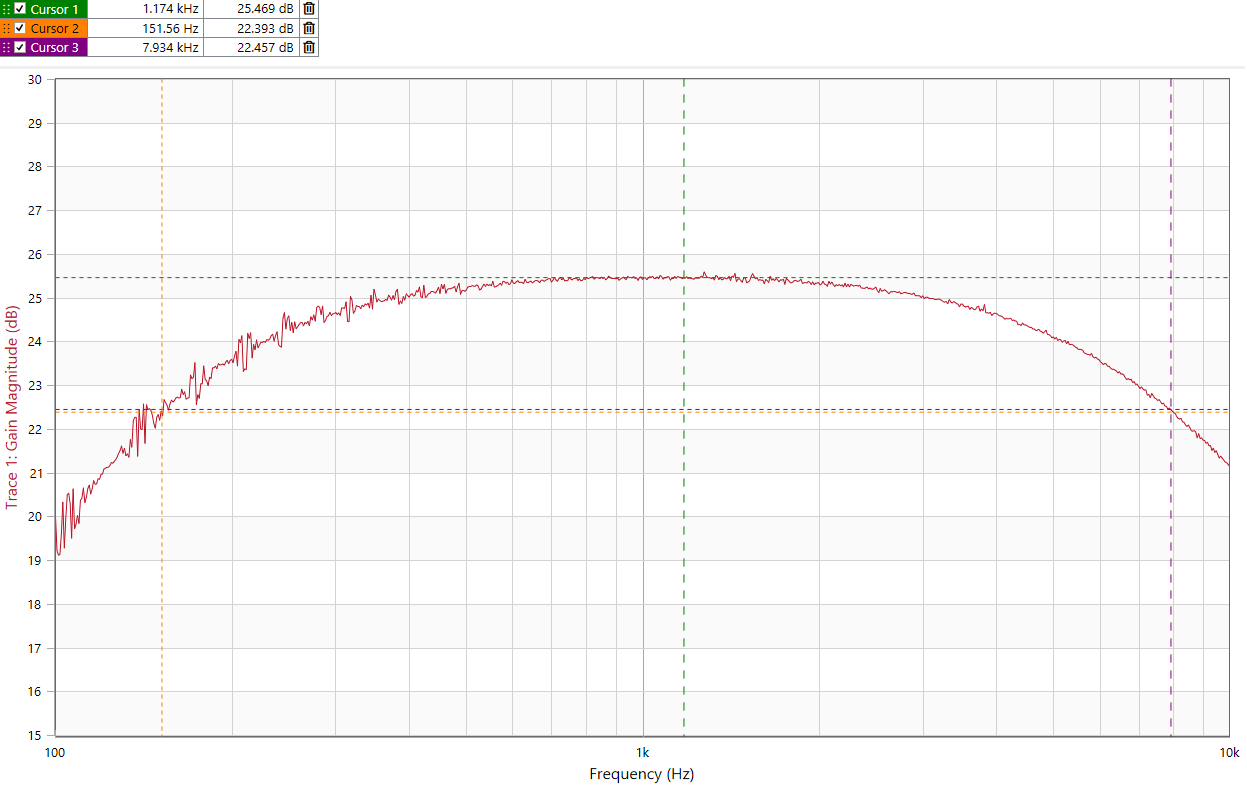 Cursor 1 1.174 kHz 25.469 dB
Cursor 2 151.56 Hz 22.393 dB
Cursor 3 7.934 kHz 22.457 dB
30
29
28
27
26
25
24
23
22
21
20
19
18
17
16
15
Trace 1: Gain Magnitude (dB)
100 1k 10k
Frequency (Hz)